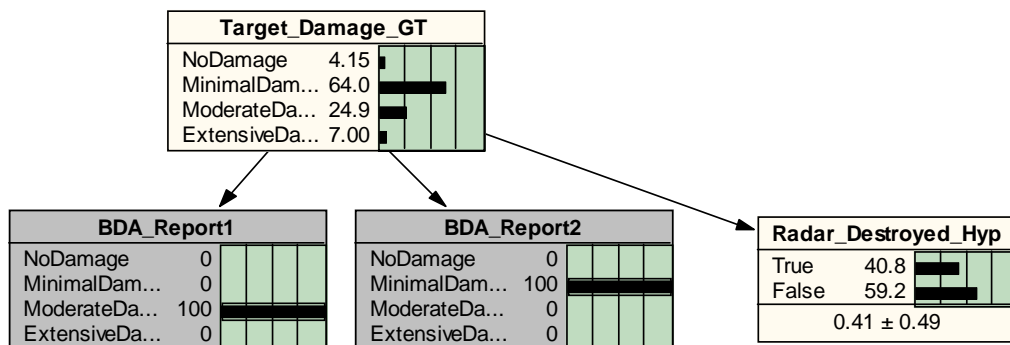 Target_Damage_GT
NoDamage 4.15
MinimalDam... 64.0
ModerateDa... 24.9
ExtensiveDa... 7.00
BDA_Report1
NoDamage 0
MinimalDam... 0
ModerateDa... 100
ExtensiveDa... 0
BDA_Report2
NoDamage 0
MinimalDam... 100
ModerateDa... 0
ExtensiveDa... 0
Radar_Destroyed_Hyp
True 40.8
False 59.2
0.41 ± 0.49